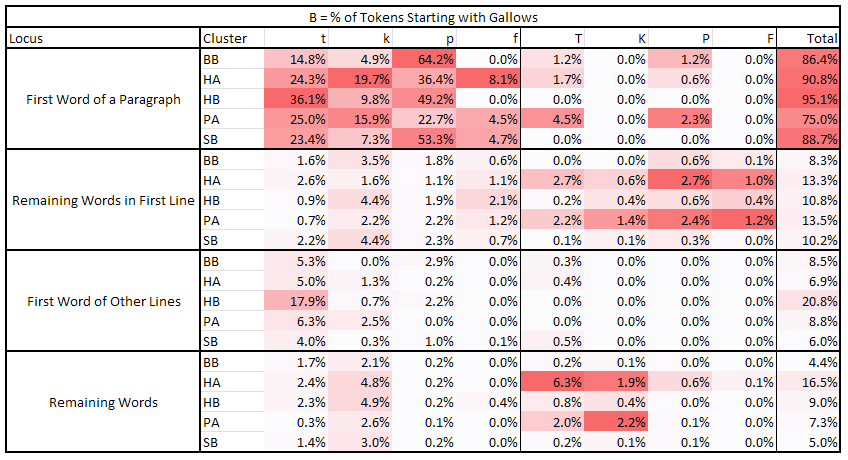 B = % of Tokens Starting with Gallows
Locus Cluster t k p f T K P F Total
First Word of a Paragraph
BB 14.8% 4.9% 64.2% 0.0% 1.2% 0.0% 1.2% 0.0% 86.4%
HA 24.3% 19.7% 36.4% 8.1% 1.7% 0.0% 0.6% 0.0% 90.8%
HB 36.1% 9.8% 49.2% 0.0% 0.0% 0.0% 0.0% 0.0% 95.1%
PA 25.0% 15.9% 22.7% 4.5% 4.5% 0.0% 2.3% 0.0% 75.0%
SB 23.4% 7.3% 53.3% 4.7% 0.0% 0.0% 0.0% 0.0% 88.7%
Remaining Words in First Line
BB 1.6% 3.5% 1.8% 0.6% 0.0% 0.0% 0.6% 0.1% 8.3%
HA 2.6% 1.6% 1.1% 1.1% 2.7% 0.6% 2.7% 1.0% 13.3%
HB 0.9% 4.4% 1.9% 2.1% 0.2% 0.4% 0.6% 0.4% 10.8%
PA 0.7% 2.2% 2.2% 1.2% 2.2% 1.4% 2.4% 1.2% 13.5%
SB 2.2% 4.4% 2.3% 0.7% 0.1% 0.1% 0.3% 0.0% 10.2%
First Word of Other Lines
BB 5.3% 0.0% 2.9% 0.0% 0.3% 0.0% 0.0% 0.0% 8.5%
HA 5.0% 1.3% 0.2% 0.0% 0.4% 0.0% 0.0% 0.0% 6.9%
HB 17.9% 0.7% 2.2% 0.0% 0.0% 0.0% 0.0% 0.0% 20.8%
PA 6.3% 2.5% 0.0% 0.0% 0.0% 0.0% 0.0% 0.0% 8.8%
SB 4.0% 0.3% 1.0% 0.1% 0.5% 0.0% 0.0% 0.0% 6.0%
Remaining Words
BB 1.7% 2.1% 0.2% 0.0% 0.2% 0.1% 0.0% 0.0% 4.4%
HA 2.4% 4.8% 0.2% 0.0% 6.3% 1.9% 0.6% 0.1% 16.5%
HB 2.3% 4.9% 0.2% 0.4% 0.8% 0.4% 0.0% 0.0% 9.0%
PA 0.3% 2.6% 0.1% 0.0% 2.0% 2.2% 0.1% 0.0% 7.3%
SB 1.4% 3.0% 0.2% 0.0% 0.2% 0.1% 0.1% 0.0% 5.0%